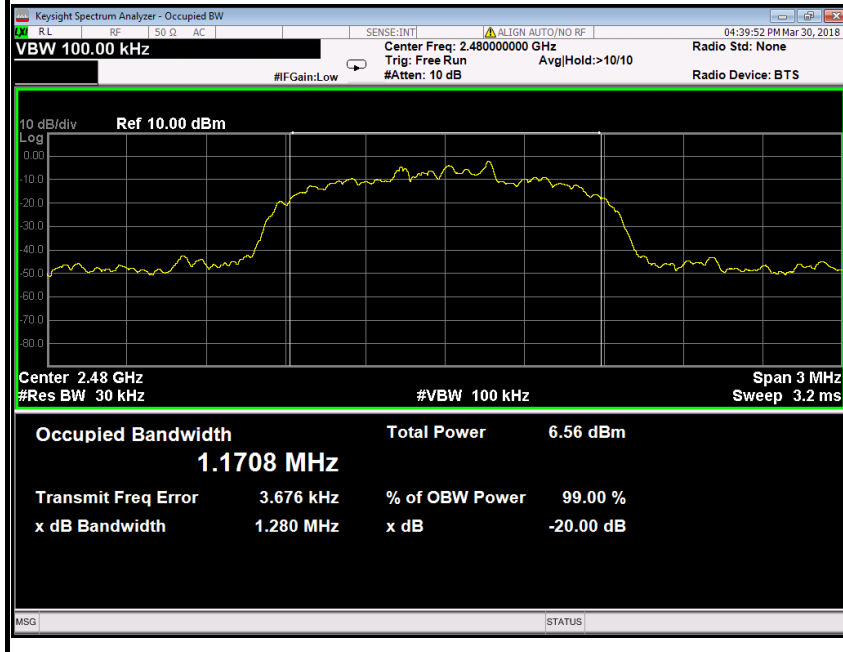 Keysight Spectrum Analyzer - Occupied BW
LXI RL RF 50 Ω AC SENSE:INT ALIGN AUTO/NO RF 04:39:52 PM Mar 30, 2018
VBW 100.00 kHz
Center Freq: 2.480000000 GHz
Radio Std: None
Trig: Free Run Avg|Hold:>10/10
#IFGain:Low
#Atten: 10 dB
Radio Device: BTS
10 dB/div Ref 10.00 dBm
Log
0.00
-10.0
-20.0
-30.0
-40.0
-50.0
-60.0
-70.0
-80.0
Center 2.48 GHz Span 3 MHz
#Res BW 30 kHz #VBW 100 kHz Sweep 3.2 ms
Occupied Bandwidth Total Power 6.56 dBm
1.1708 MHz
Transmit Freq Error 3.676 kHz % of OBW Power 99.00 %
x dB Bandwidth 1.280 MHz x dB -20.00 dB
MSG STATUS